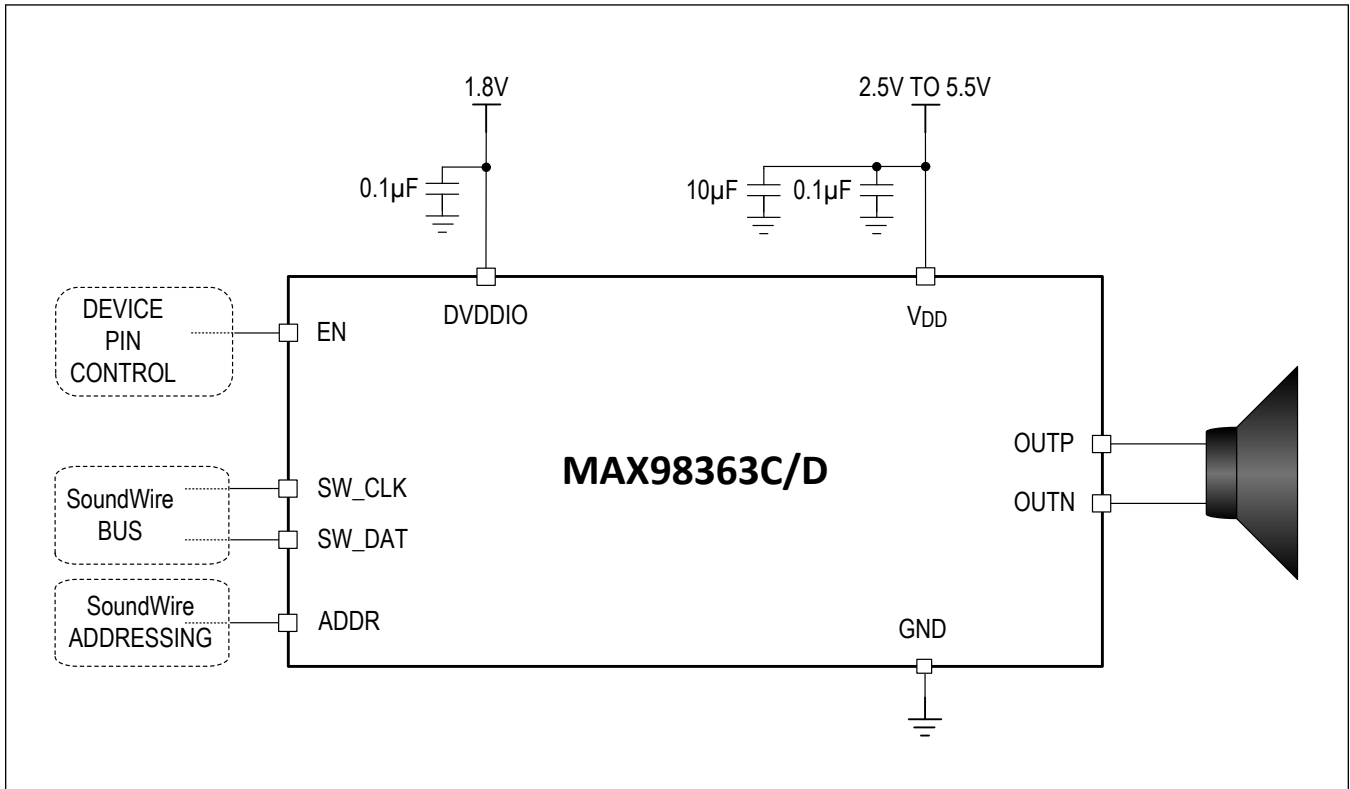 1.8V
2.5V TO 5.5V
0.1µF
10µF
0.1µF
DEVICE
PIN
CONTROL
EN
DVDDIO
VDD
SoundWire
BUS
SW_CLK
SW_DAT
MAX98363C/D
OUTP
OUTN
SoundWire
ADDRESSING
ADDR
GND